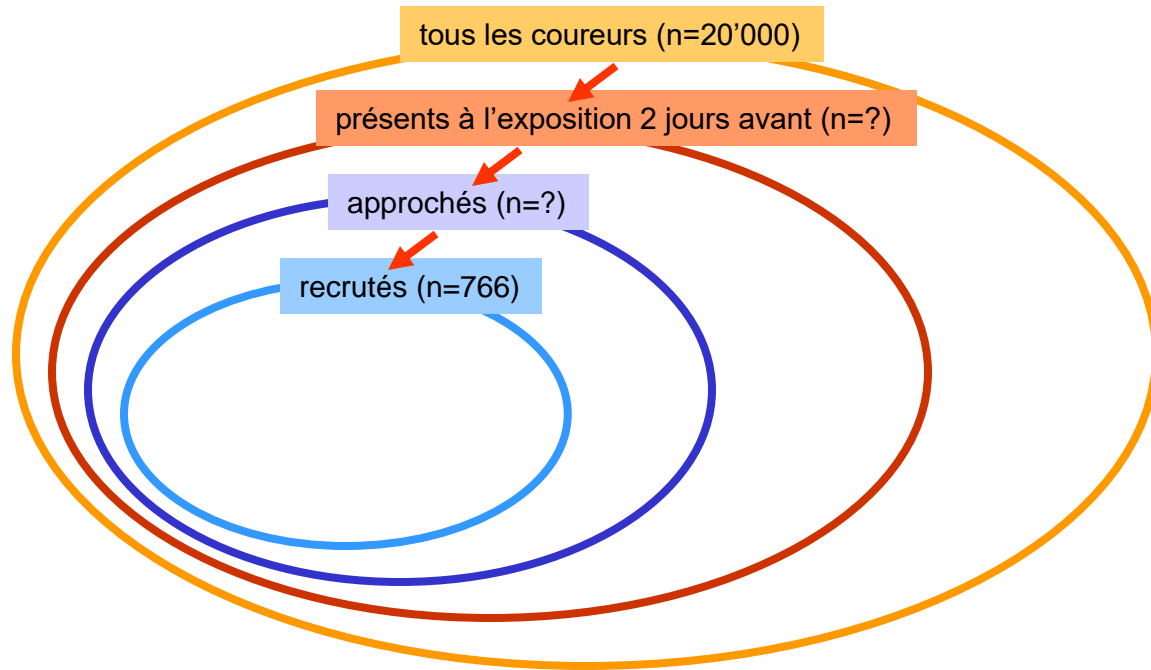 tous les coureurs (n=20’000)
présents à l’exposition 2 jours avant (n=?)
approchés (n=?)
recrutés (n=766)